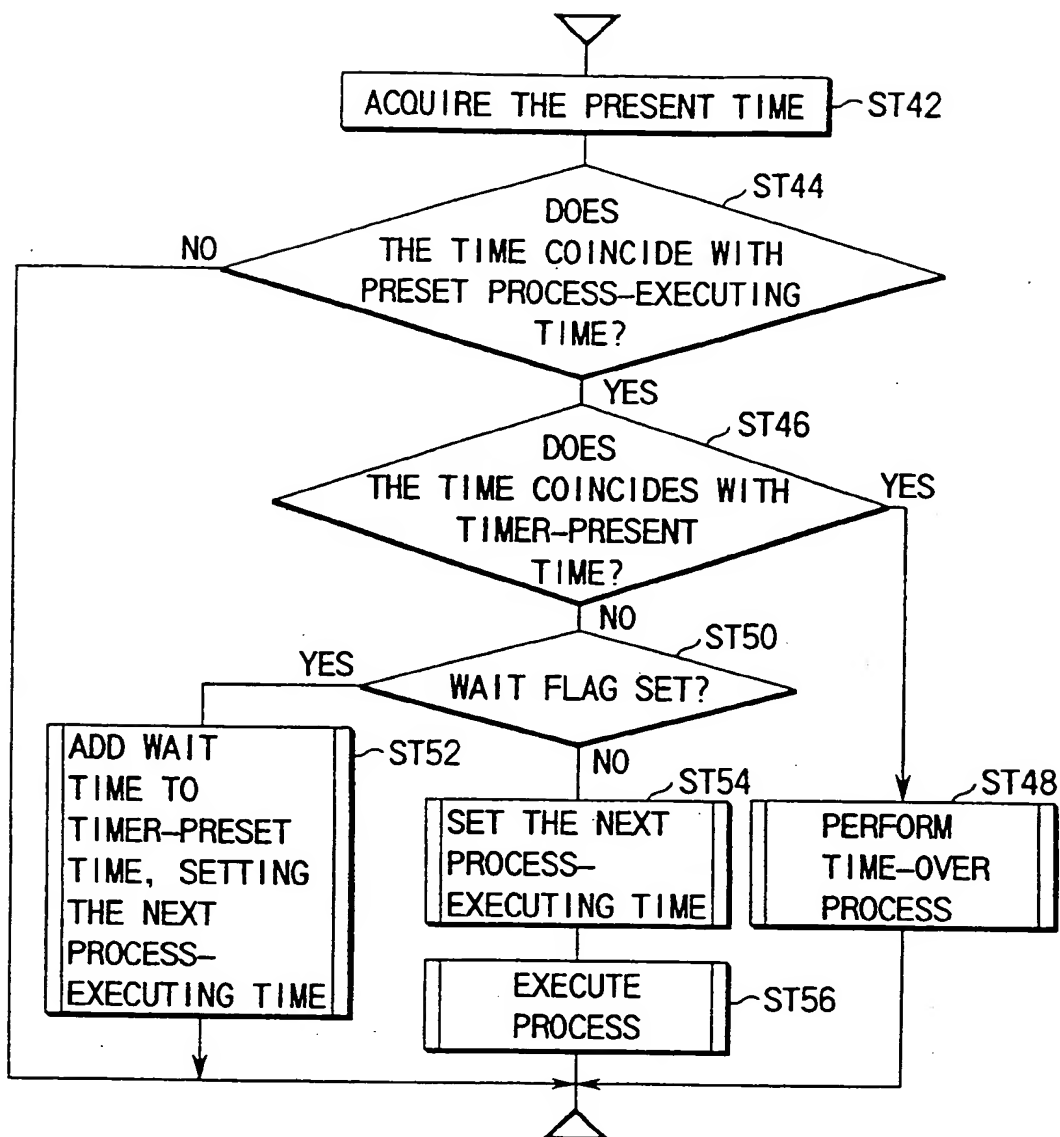 ACQUIRE THE PRESENT TIME
ST42
ST44
DOES
THE TIME COINCIDE WITH
PRESET PROCESS-EXECUTING
TIME?
NO
YES
ST46
DOES
THE TIME COINCIDES WITH
TIMER-PRESENT
TIME?
YES
NO
ST50
WAIT FLAG SET?
YES
NO
ADD WAIT
TIME TO
TIMER-PRESET
TIME, SETTING
THE NEXT
PROCESS-
EXECUTING TIME
ST52
ST54
SET THE NEXT
PROCESS-
EXECUTING TIME
ST48
PERFORM
TIME-OVER
PROCESS
EXECUTE
PROCESS
ST56